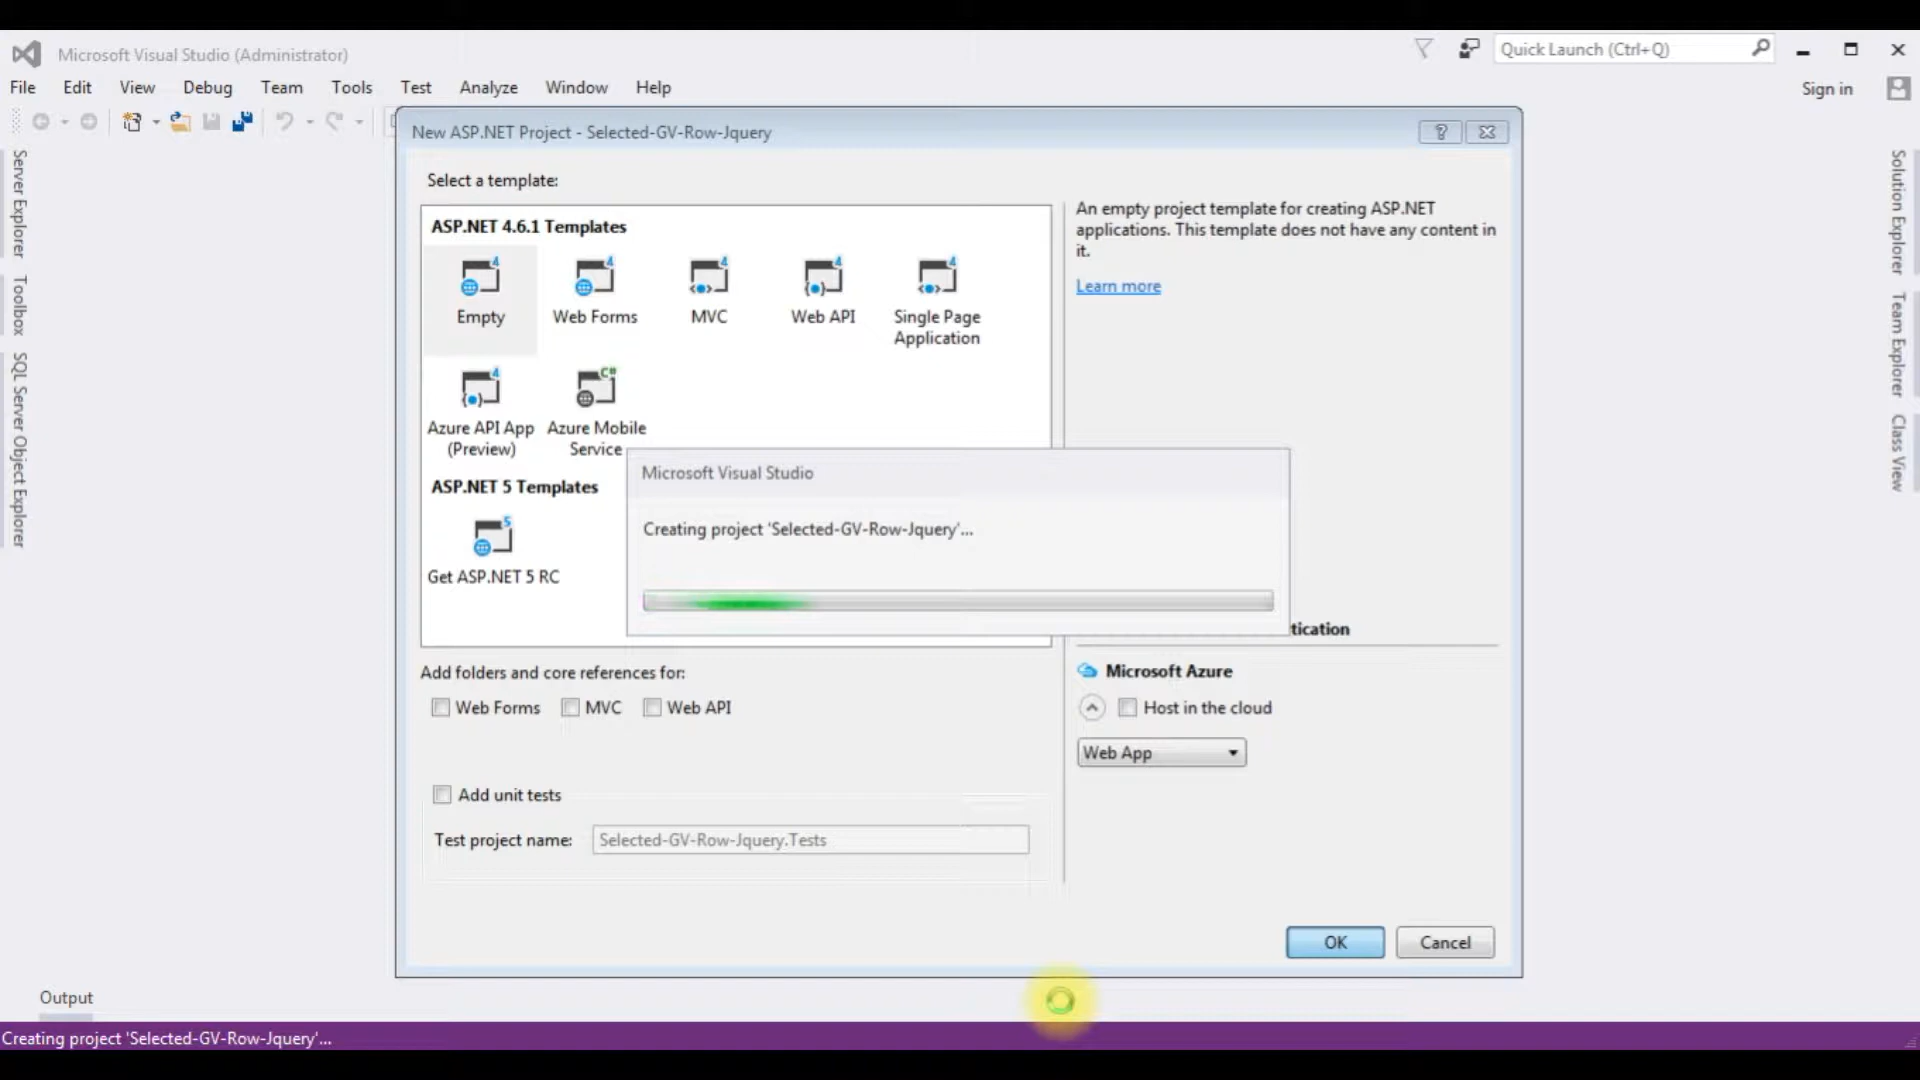 Microsoft Visual Studio (Administrator)
Quick Launch (Ctrl+Q)
File Edit View Debug Team Tools Test Analyze Window Help
Sign in
Server Explorer
Toolbox
SQL Server Object Explorer
Solution Explorer
Team Explorer
Class View
New ASP.NET Project - Selected-GV-Row-Jquery
?
Select a template:
ASP.NET 4.6.1 Templates
4 4 4 4 4
Empty Web Forms MVC Web API Single Page
Application
4 C#
Azure API App Azure Mobile
(Preview) Service
ASP.NET 5 Templates
5
Get ASP.NET 5 RC
An empty project template for creating ASP.NET
applications. This template does not have any content in
it.
Learn more
Microsoft Visual Studio
Creating project 'Selected-GV-Row-Jquery'...
tication
Add folders and core references for:
Web Forms MVC Web API
Microsoft Azure
Host in the cloud
Web App
Add unit tests
Test project name: Selected-GV-Row-Jquery.Tests
OK Cancel
Output
Creating project 'Selected-GV-Row-Jquery'...